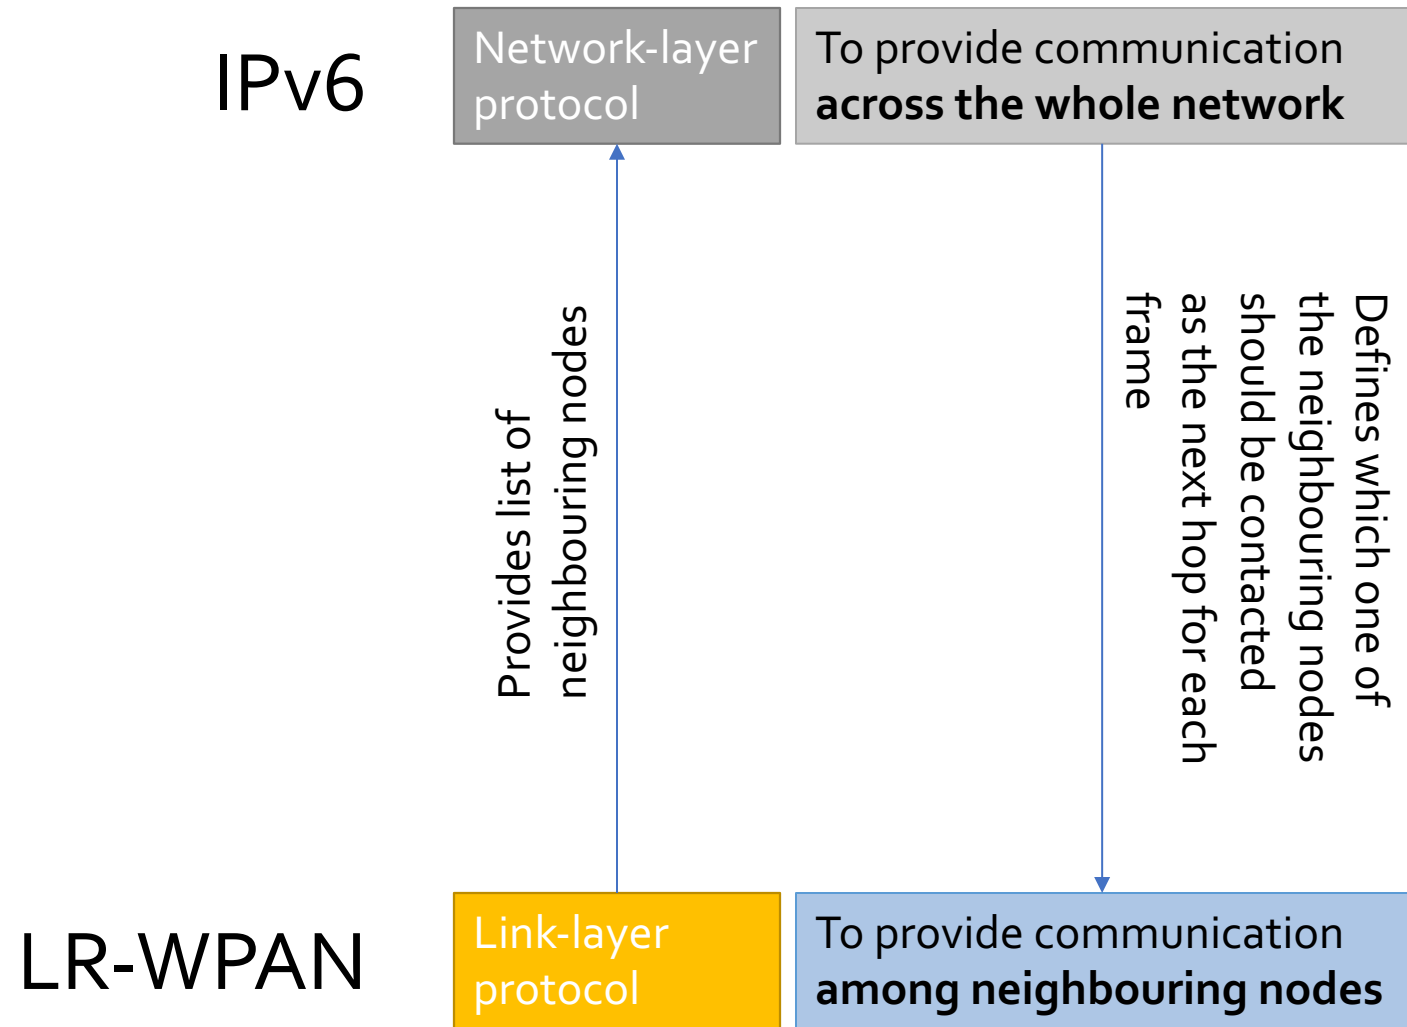 IPv6
Network-layer
protocol
To provide communication
across the whole network
Provides list of
neighbouring nodes
Defines which one of
the neighbouring nodes
should be contacted
as the next hop for each
frame
LR-WPAN
Link-layer
protocol
To provide communication
among neighbouring nodes